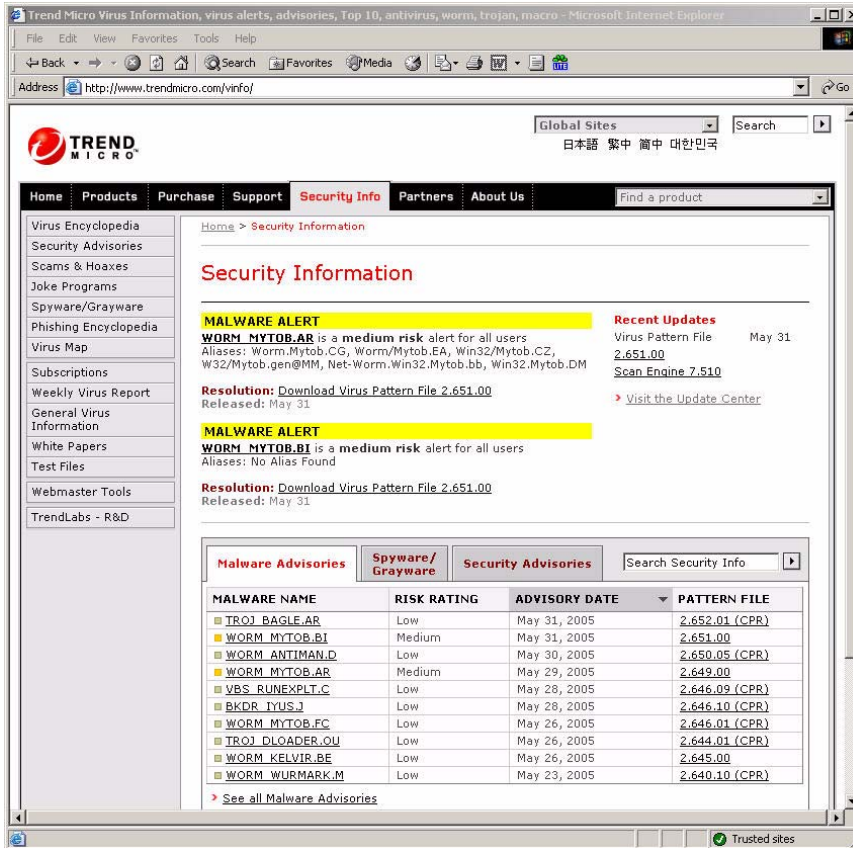 Trend Micro Virus Information, virus alerts, advisories, Top 10, antivirus, worm, trojan, macro - Microsoft Internet Explorer
File Edit View Favorites Tools Help
Back Search Favorites Media
Address http://www.trendmicro.com/vinfo/ Go
Global Sites Search
TREND MICRO
日本語 繁中 简中 대한민국
Home Products Purchase Support Security Info Partners About Us Find a product
Virus Encyclopedia
Security Advisories
Scams & Hoaxes
Joke Programs
Spyware/Grayware
Phishing Encyclopedia
Virus Map
Subscriptions
Weekly Virus Report
General Virus
Information
White Papers
Test Files
Webmaster Tools
TrendLabs - R&D
Home > Security Information
Security Information
MALWARE ALERT
WORM_MYTOB.AR is a medium risk alert for all users
Aliases: Worm.Mytob.CG, Worm/Mytob.EA, Win32/Mytob.CZ,
W32/Mytob.gen@MM, Net-Worm.Win32.Mytob.bb, Win32.Mytob.DM
Resolution: Download Virus Pattern File 2.651.00
Released: May 31
MALWARE ALERT
WORM_MYTOB.BI is a medium risk alert for all users
Aliases: No Alias Found
Resolution: Download Virus Pattern File 2.651.00
Released: May 31
Recent Updates
Virus Pattern File May 31
2.651.00
Scan Engine 7.510
Visit the Update Center
Malware Advisories Spyware/ Grayware Security Advisories Search Security Info
MALWARE NAME RISK RATING ADVISORY DATE PATTERN FILE
TROJ_BAGLE.AR Low May 31, 2005 2.652.01 (CPR)
WORM_MYTOB.BI Medium May 31, 2005 2.651.00
WORM_ANTIMAN.D Low May 30, 2005 2.650.05 (CPR)
WORM_MYTOB.AR Medium May 29, 2005 2.649.00
VBS_RUNEXPLT.C Low May 28, 2005 2.646.09 (CPR)
BKDR_IYUS.J Low May 28, 2005 2.646.10 (CPR)
WORM_MYTOB.FC Low May 26, 2005 2.646.01 (CPR)
TROJ_DLOADER.OU Low May 26, 2005 2.644.01 (CPR)
WORM_KELVIR.BE Low May 26, 2005 2.645.00
WORM_WURMARK.M Low May 23, 2005 2.640.10 (CPR)
See all Malware Advisories
Trusted sites